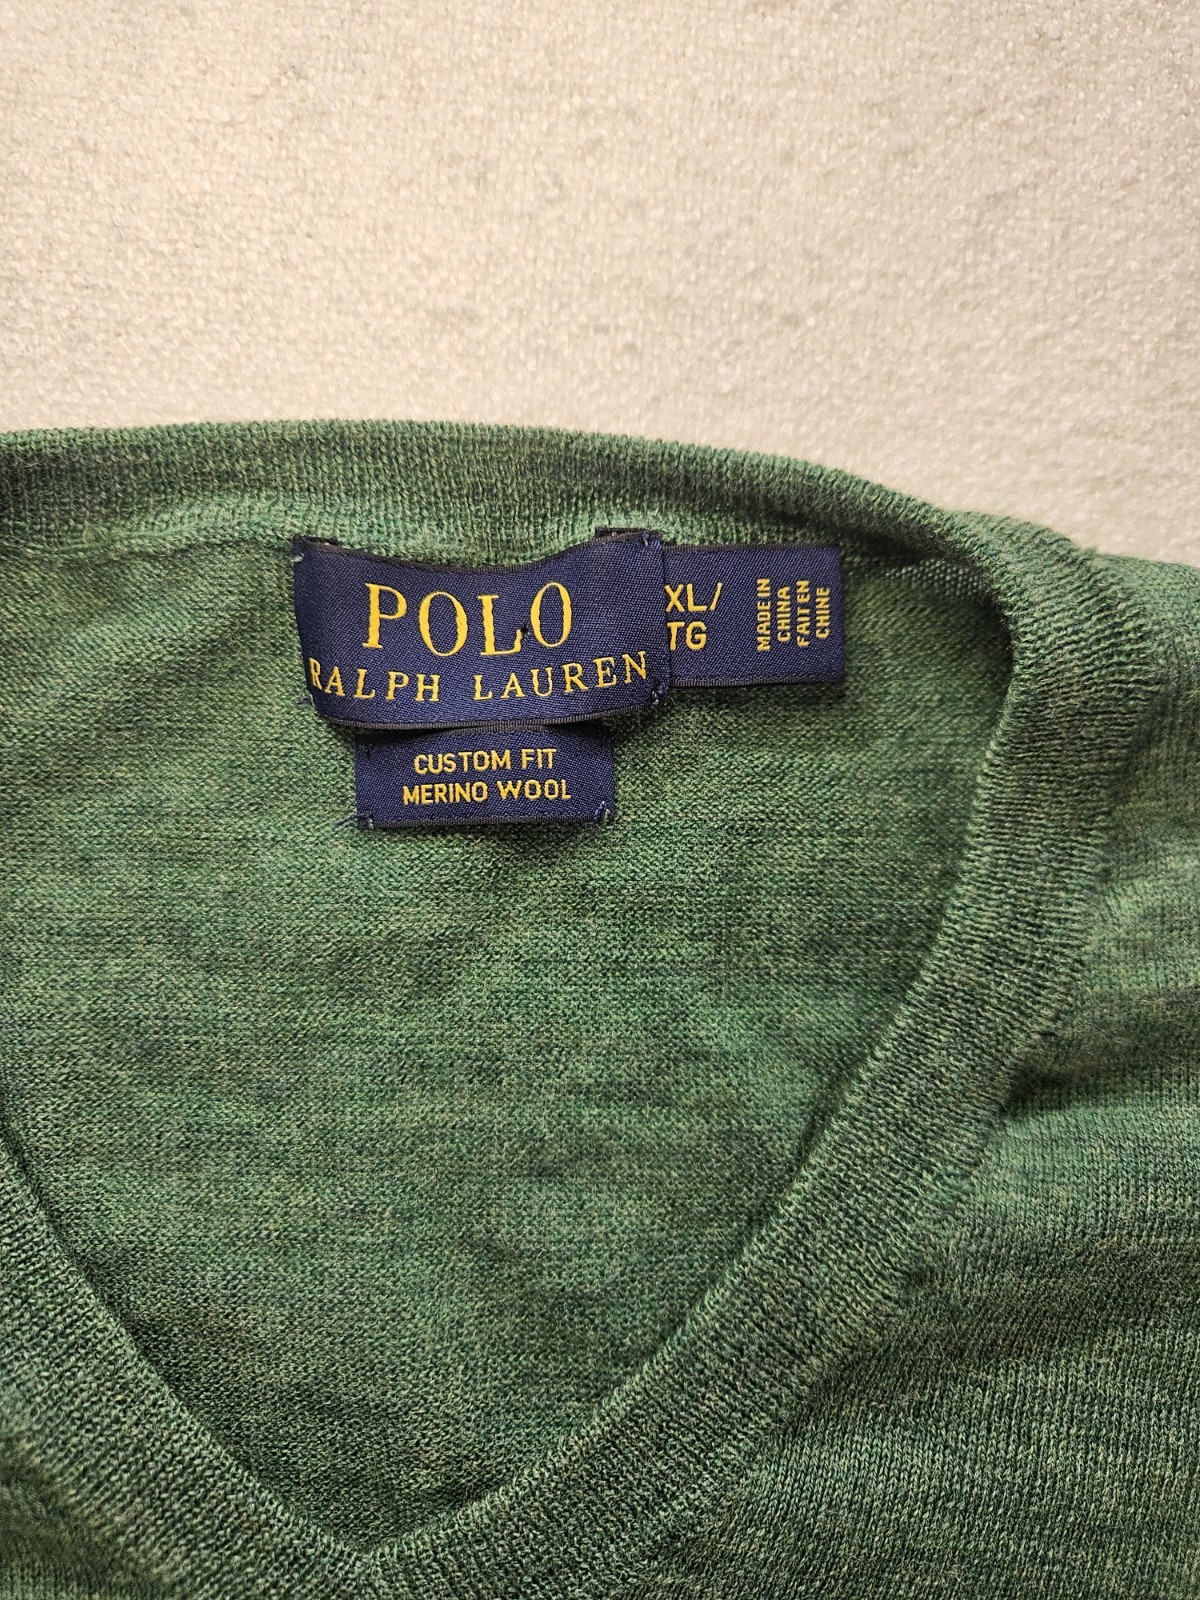 POLO
RALPH LAUREN
XL/
TG
MADE IN
CHINA
FAIT EN
CHINE
CUSTOM FIT
MERINO WOOL